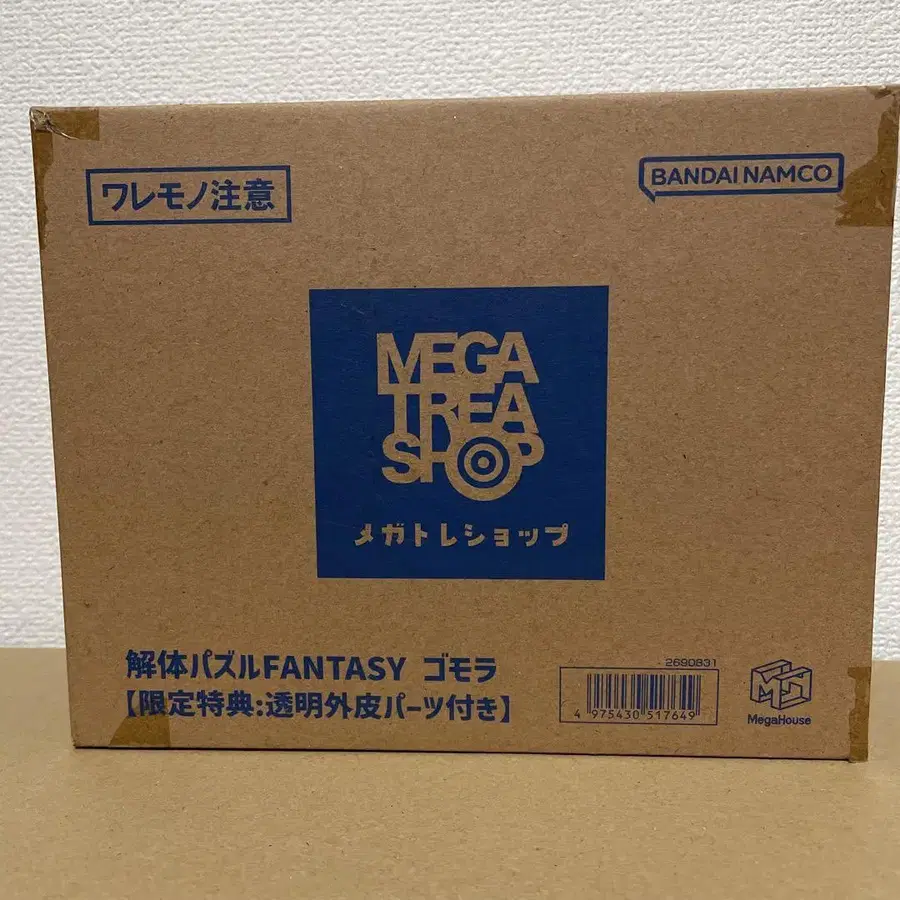 ワレモノ注意
BANDAI NAMCO
MEGA
TREA
SHOP
メガトレショップ
解体パズルFANTASY ゴモラ
【限定特典:透明外皮パーツ付き】
2690831
4 975430 517649
MegaHouse